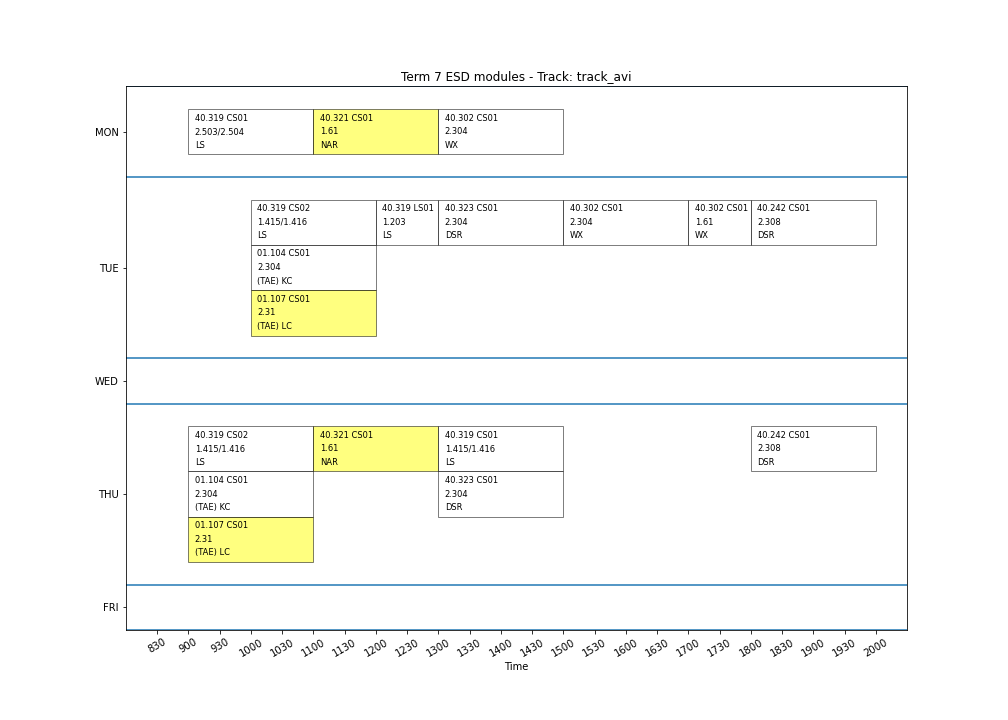 Term 7 ESD modules - Track: track_avi
MON
40.319 CS01
2.503/2.504
LS
40.321 CS01
1.61
NAR
40.302 CS01
2.304
WX
TUE
40.319 CS02
1.415/1.416
LS
40.319 LS01
1.203
LS
40.323 CS01
2.304
DSR
40.302 CS01
2.304
WX
40.302 CS01
1.61
WX
40.242 CS01
2.308
DSR
01.104 CS01
2.304
(TAE) KC
01.107 CS01
2.31
(TAE) LC
WED
THU
40.319 CS02
1.415/1.416
LS
40.321 CS01
1.61
NAR
40.319 CS01
1.415/1.416
LS
40.242 CS01
2.308
DSR
01.104 CS01
2.304
(TAE) KC
40.323 CS01
2.304
DSR
01.107 CS01
2.31
(TAE) LC
FRI
830 900 930 1000 1030 1100 1130 1200 1230 1300 1330 1400 1430 1500 1530 1600 1630 1700 1730 1800 1830 1900 1930 2000
Time